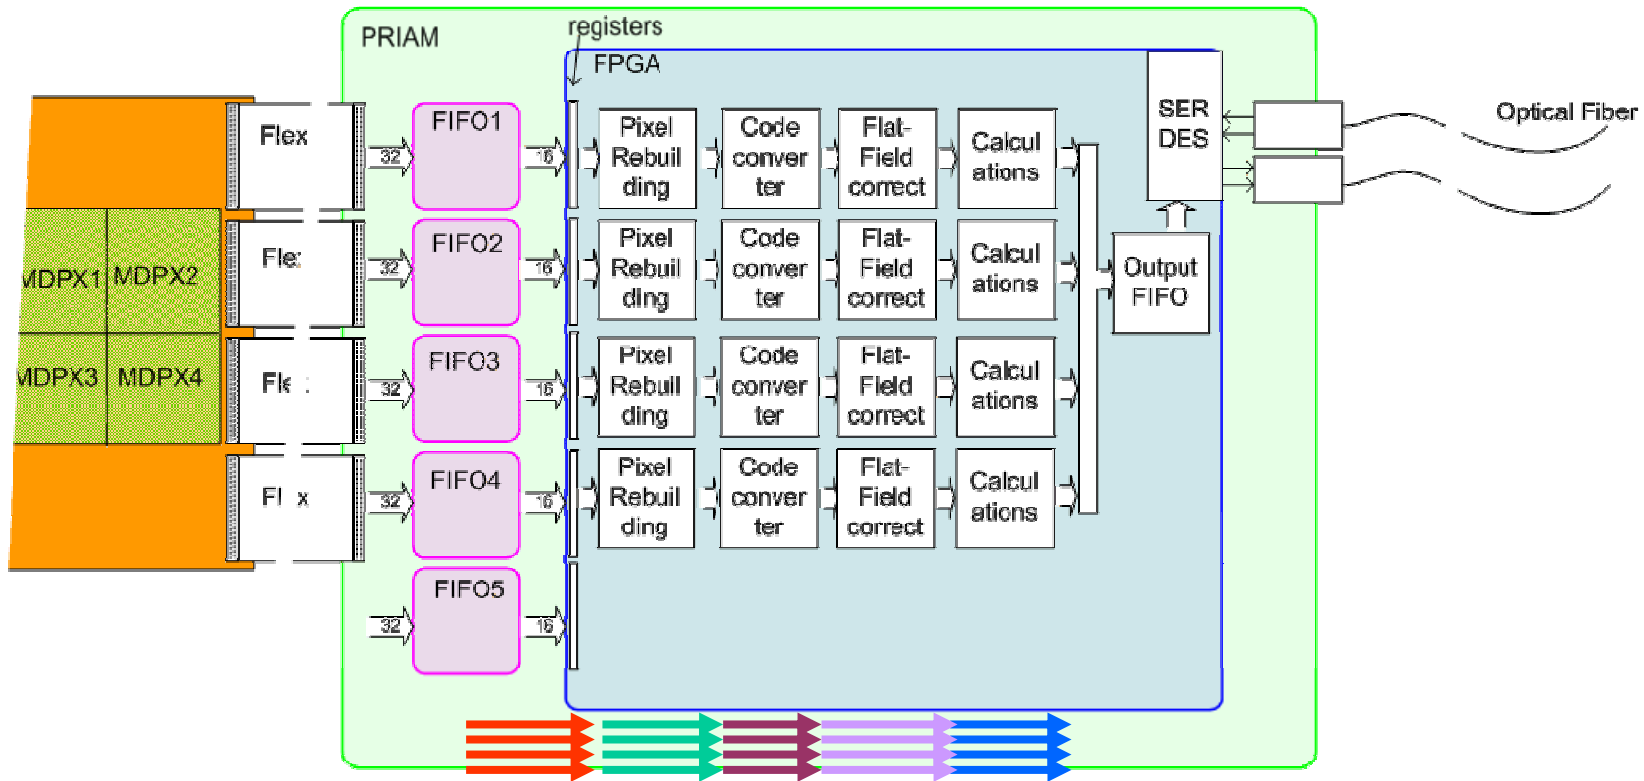 PRIAM
registers
FPGA
Optical Fiber
SER
DES
MDPX1
MDPX2
MDPX3
MDPX4
Flex
32
FIFO1
16
Pixel
Rebuil
ding
Code
conver
ter
Flat-
Field
correct
Calcul
ations
32
FIFO2
16
Pixel
Rebuil
ding
Code
conver
ter
Flat-
Field
correct
Calcul
ations
Output
FIFO
32
FIFO3
16
Pixel
Rebuil
ding
Code
conver
ter
Flat-
Field
correct
Calcul
ations
32
FIFO4
16
Pixel
Rebuil
ding
Code
conver
ter
Flat-
Field
correct
Calcul
ations
32
FIFO5
16